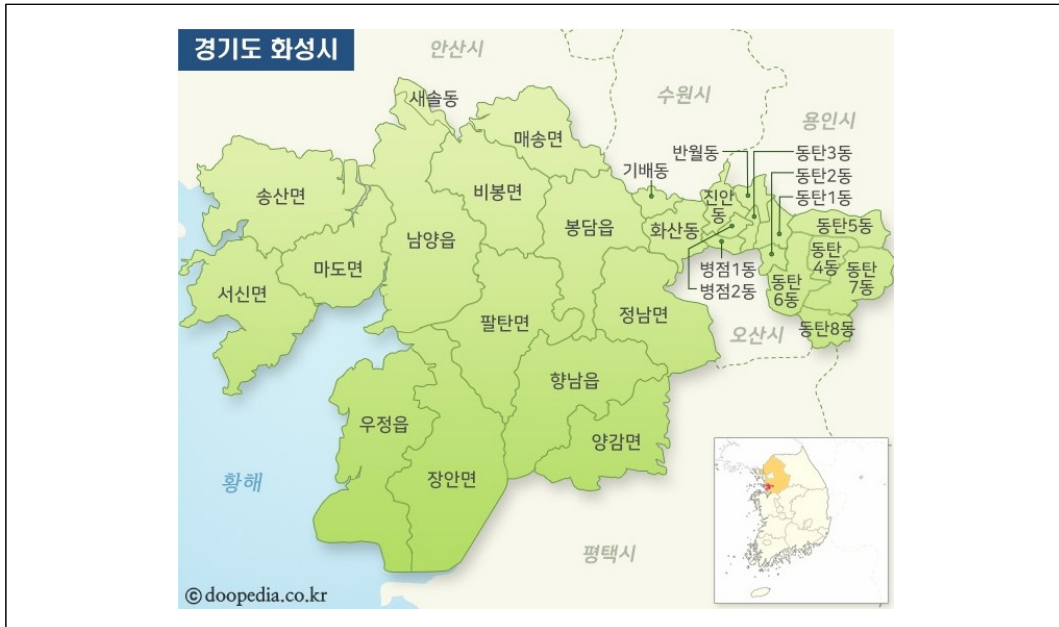 경기도 화성시
안산시
수원시
용인시
새솔동
매송면
반월동
동탄3동
기배동
동탄2동
송산면
비봉면
진안
동
동탄1동
남양읍
봉담읍
화산동
동탄5동
마도면
동탄
4동
서신면
병점1동
동탄
7동
병점2동
동탄
6동
팔탄면
정남면
오산시
동탄8동
향남읍
우정읍
양감면
황해
장안면
평택시
©doopedia.co.kr